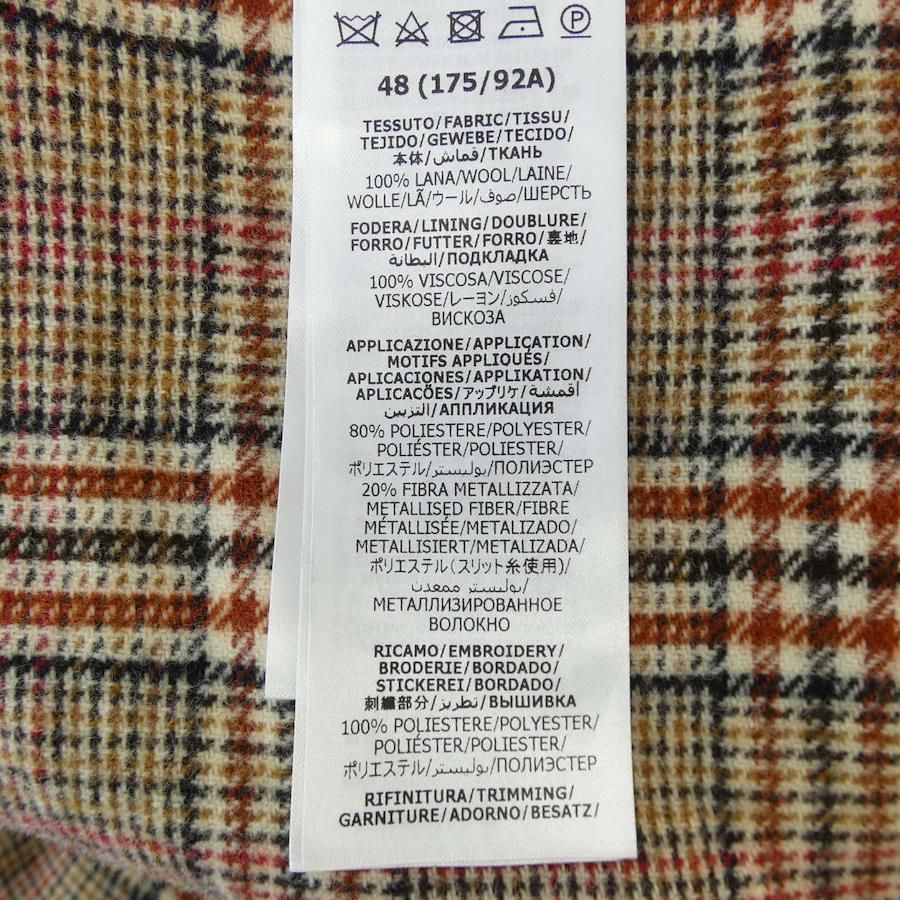 P
48 (175/92A)
TESSUTO/FABRIC/TISSU/
TEJIDO/GEWEBE/TECIDO/
本体/قماش/ТКАНЬ
100% LANA/WOOL/LAINE/
WOLLE/LÃ/ウール/صوف/ШЕРСТЬ
FODERA/LINING/DOUBLURE/
FORRO/FUTTER/FORRO/裏地/
البطانة/ПОДКЛАДКА
100% VISCOSA/VISCOSE/
VISKOSE/レーヨン/فسكوز/
ВИСКОЗА
APPLICAZIONE/APPLICATION/
MOTIFS APPLIQUÉS/
APLICACIONES/APPLIKATION/
APLICACÕES/アップリケ/أقمشة
التزيين/АППЛИКАЦИЯ
80% POLIESTERE/POLYESTER/
POLIÉSTER/POLIESTER/
ポリエステル/بوليستر/ПОЛИЭСТЕР
20% FIBRA METALLIZZATA/
METALLISED FIBER/FIBRE
MÉTALLISÉE/METALIZADO/
METALLISIERT/METALIZADA/
ポリエステル(スリット糸使用)/
بوليستر ممعدن/
МЕТАЛЛИЗИРОВАННОЕ
ВОЛОКНО
RICAMO/EMBROIDERY/
BRODERIE/BORDADO/
STICKEREI/BORDADO/
刺繍部分/تطريز/ВЫШИВКА
100% POLIESTERE/POLYESTER/
POLIÉSTER/POLIESTER/
ポリエステル/بوليستر/ПОЛИЭСТЕР
RIFINITURA/TRIMMING/
GARNITURE/ADORNO/BESATZ/